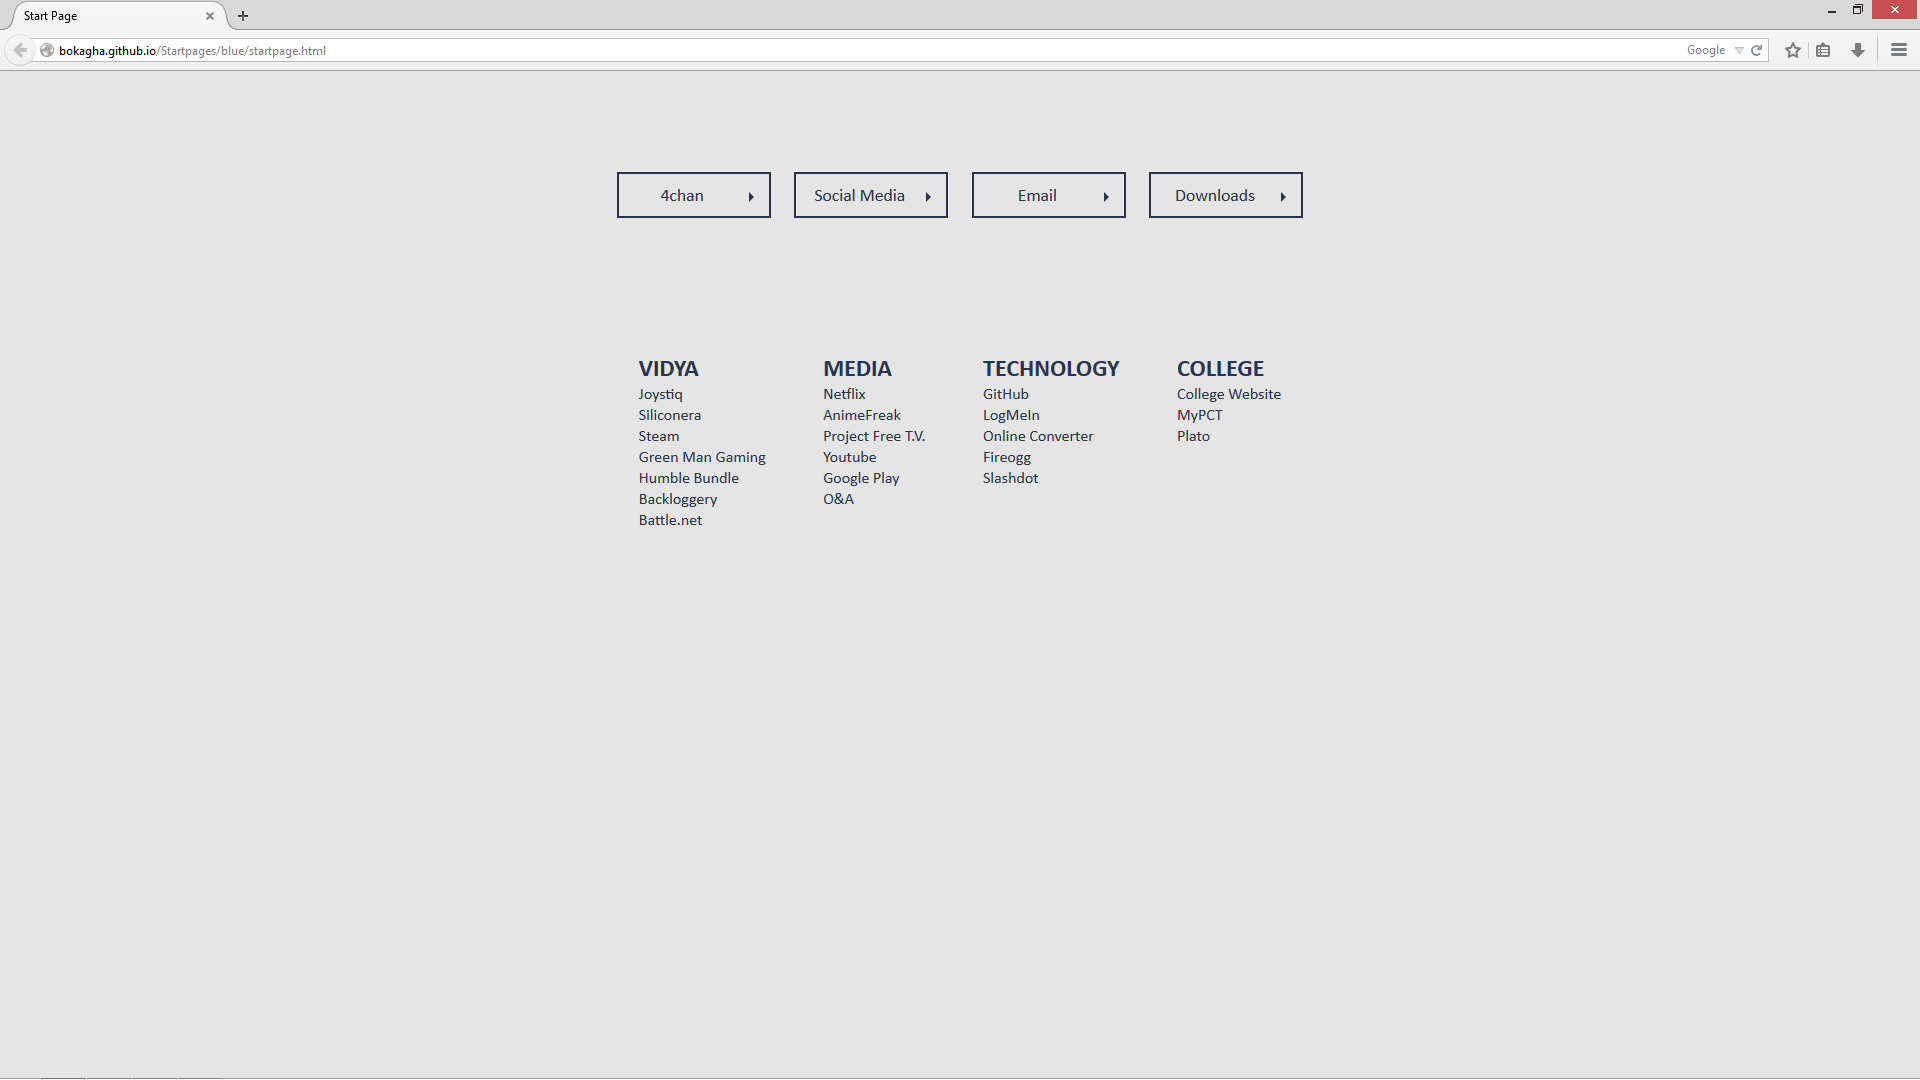 Start Page
bokagha.github.io/Startpages/blue/startpage.html
Google
4chan
Social Media
Email
Downloads
VIDYA
Joystiq
Siliconera
Steam
Green Man Gaming
Humble Bundle
Backloggery
Battle.net
MEDIA
Netflix
AnimeFreak
Project Free T.V.
Youtube
Google Play
O&A
TECHNOLOGY
GitHub
LogMeIn
Online Converter
Fireogg
Slashdot
COLLEGE
College Website
MyPCT
Plato